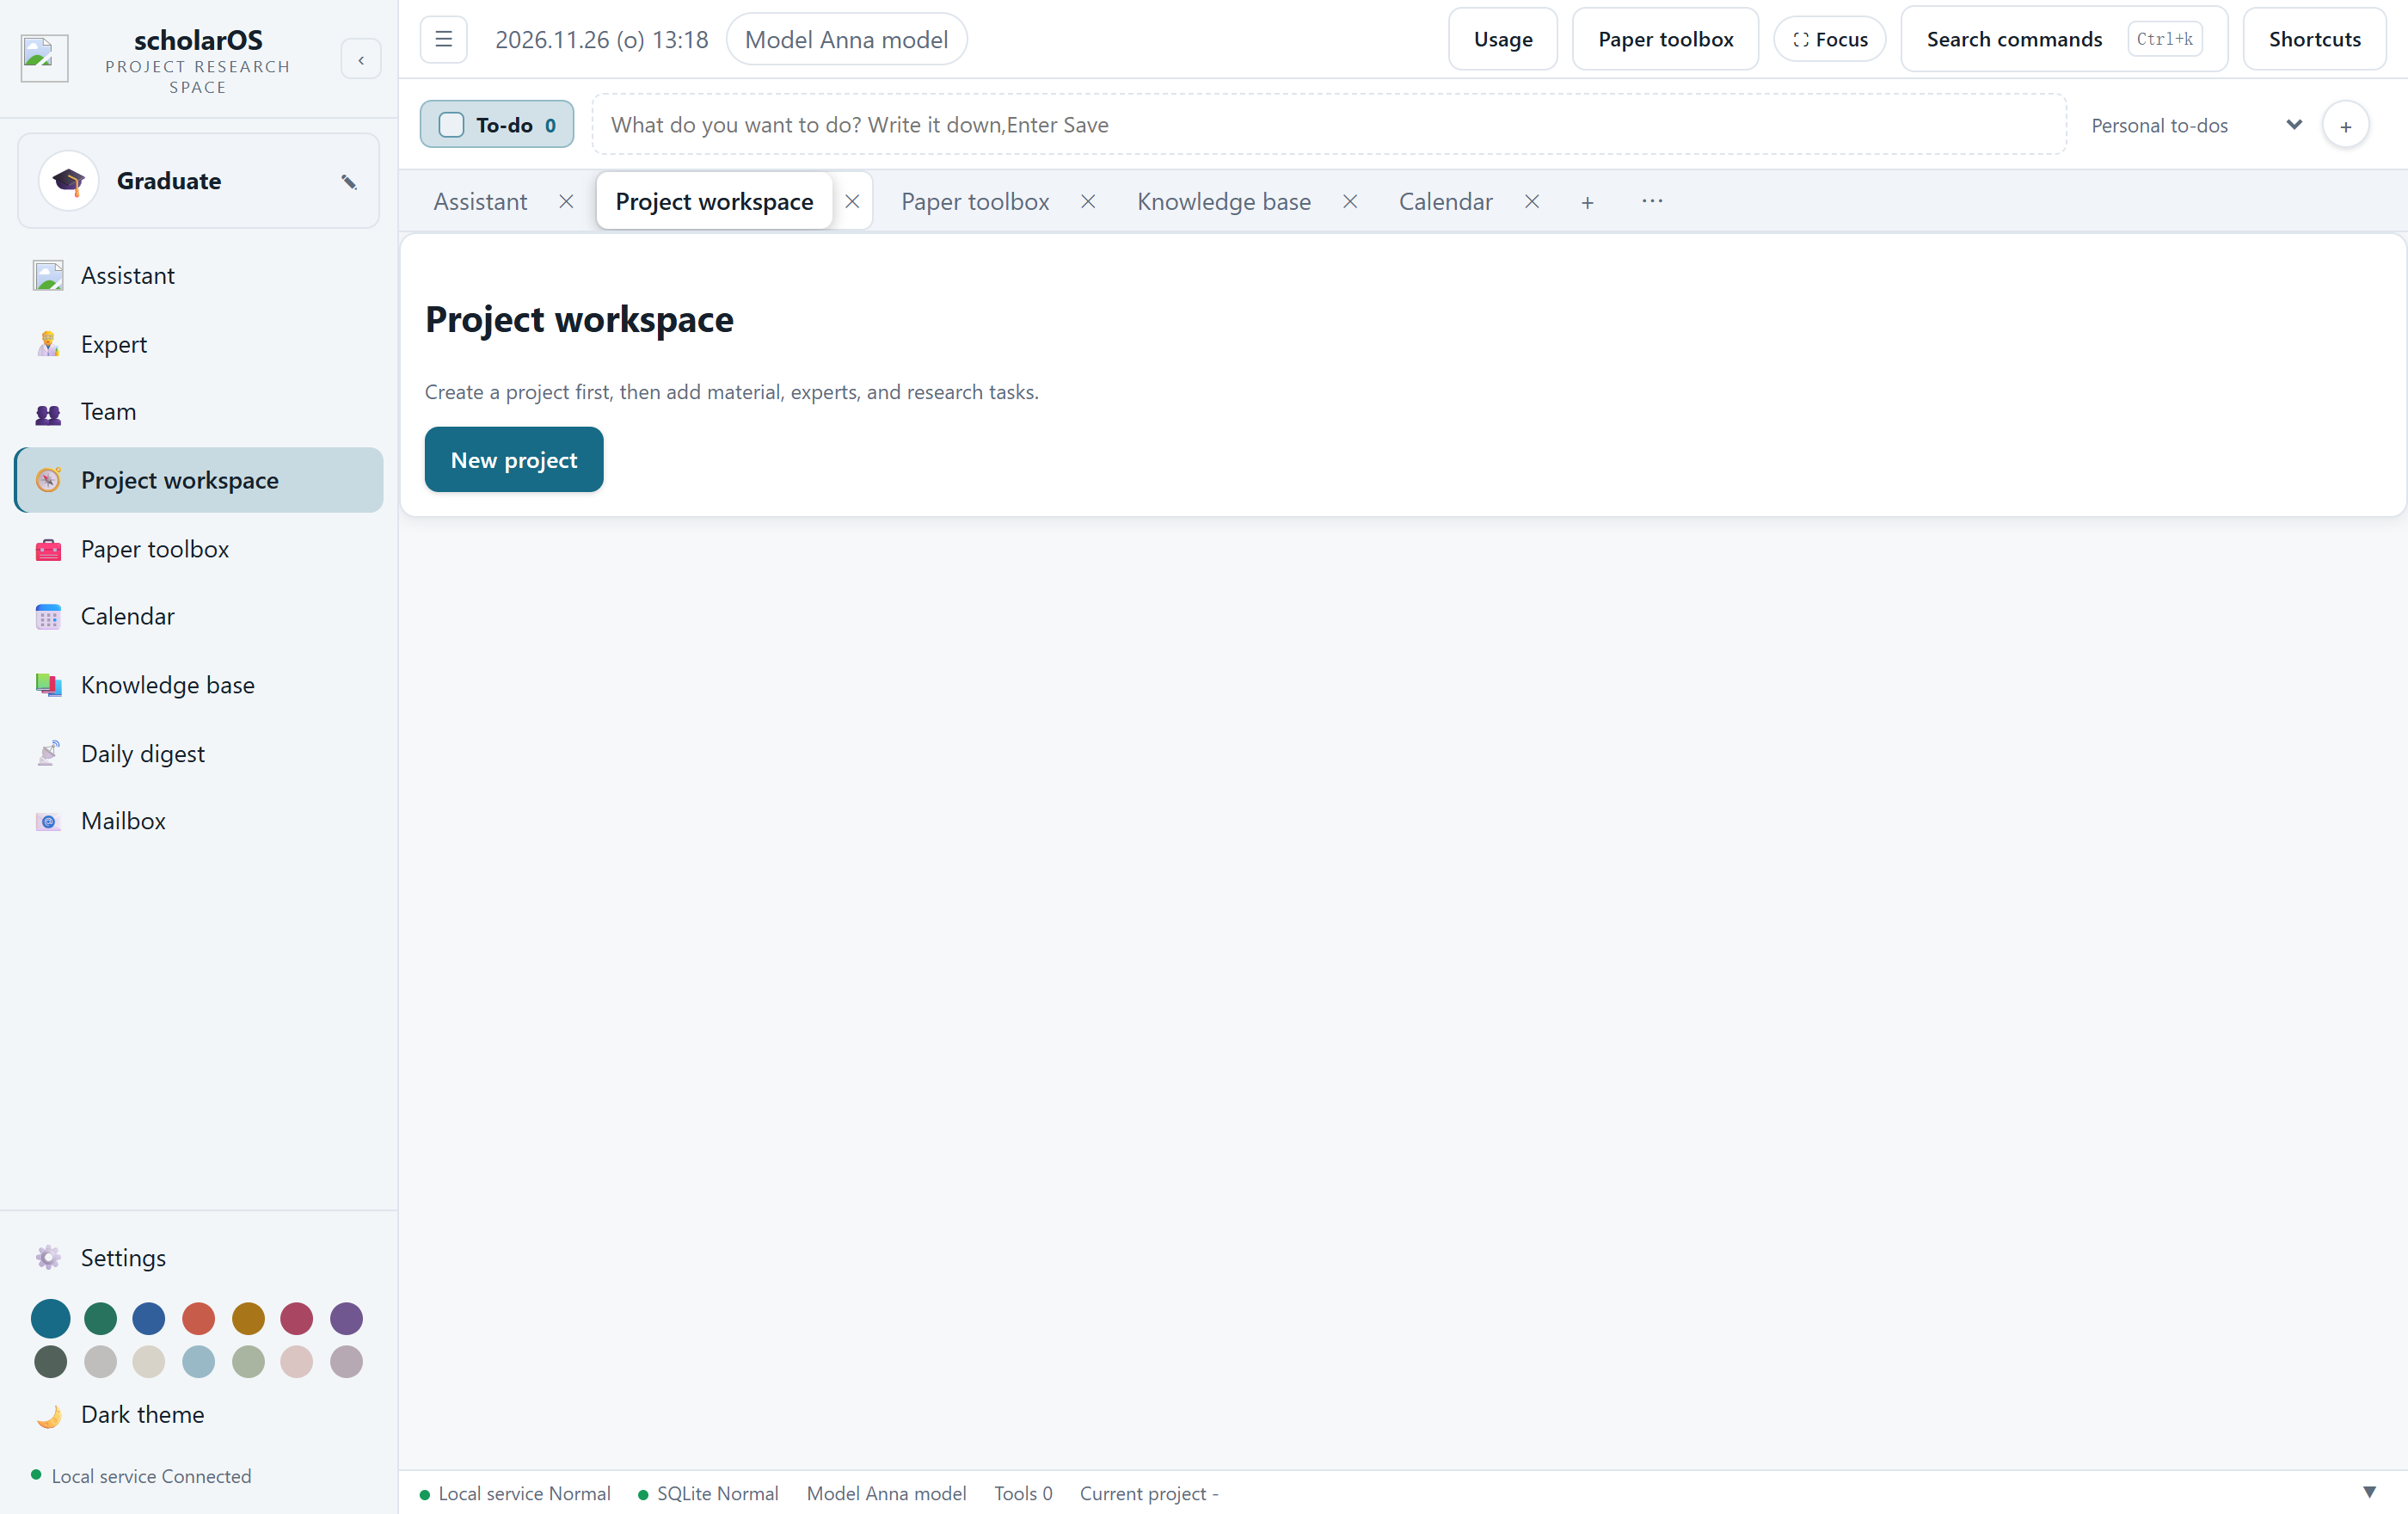 scholarOS
PROJECT RESEARCH
SPACE
Graduate
Assistant
Expert
Team
Project workspace
Paper toolbox
Calendar
Knowledge base
Daily digest
Mailbox
Settings
Dark theme
Local service Connected
2026.11.26 (o) 13:18 Model Anna model Usage Paper toolbox Focus Search commands Ctrl+k Shortcuts
To-do 0 What do you want to do? Write it down,Enter Save Personal to-dos +
Assistant Project workspace Paper toolbox Knowledge base Calendar + ...
Project workspace
Create a project first, then add material, experts, and research tasks.
New project
Local service Normal SQLite Normal Model Anna model Tools 0 Current project -